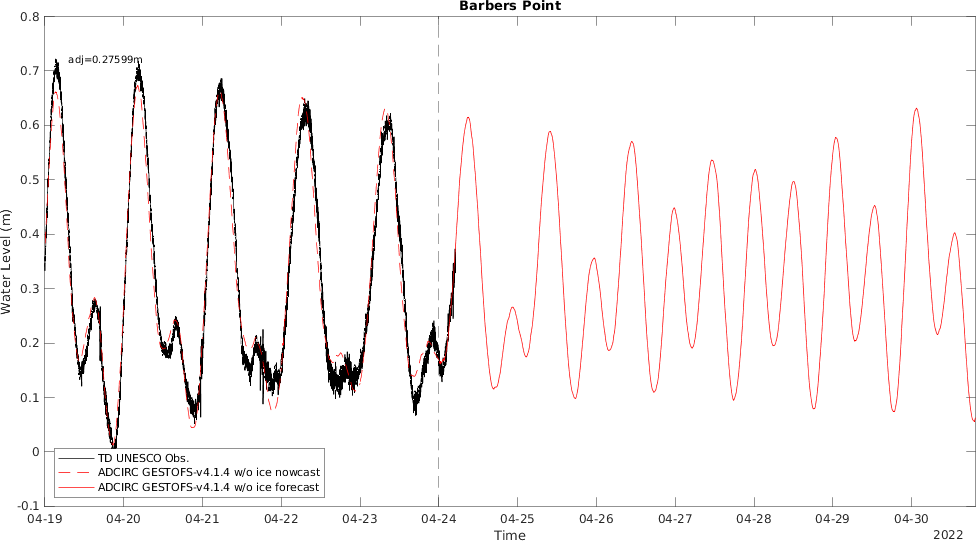 Barbers Point
adj=0.27599m
Water Level (m)
0.8
0.7
0.6
0.5
0.4
0.3
0.2
0.1
0
-0.1
TD UNESCO Obs.
ADCIRC GESTOFS-v4.1.4 w/o ice nowcast
ADCIRC GESTOFS-v4.1.4 w/o ice forecast
04-19 04-20 04-21 04-22 04-23 04-24 04-25 04-26 04-27 04-28 04-29 04-30
Time
2022